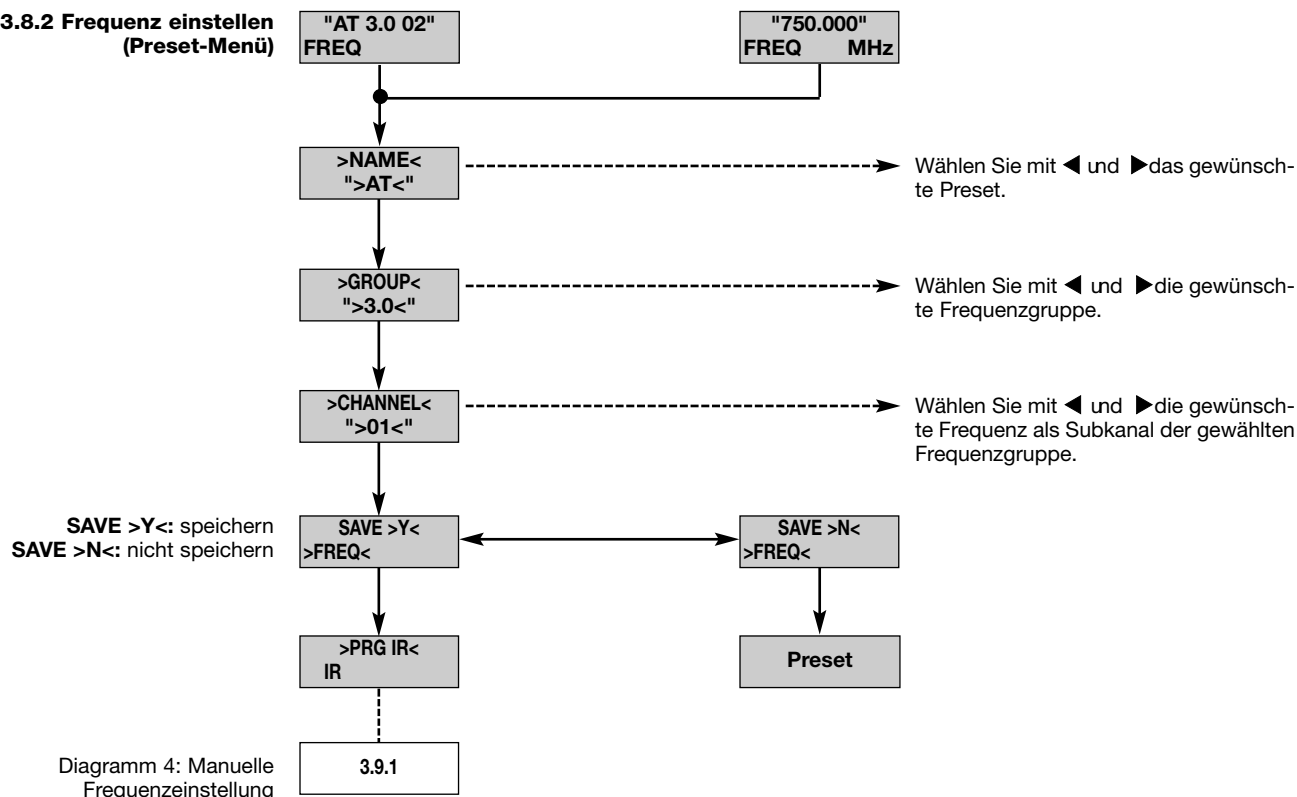 3.8.2 Frequenz einstellen
(Preset-Menü)
"AT 3.0 02"
FREQ
"750.000"
FREQ MHz
>NAME<
">AT<"
Wählen Sie mit ◀ und ▶das gewünsch-
te Preset.
>GROUP<
">3.0<"
Wählen Sie mit ◀ und ▶die gewünsch-
te Frequenzgruppe.
>CHANNEL<
">01<"
Wählen Sie mit ◀ und ▶die gewünsch-
te Frequenz als Subkanal der gewählten
Frequenzgruppe.
SAVE >Y<: speichern
SAVE >N<: nicht speichern
SAVE >Y<
>FREQ<
SAVE >N<
>FREQ<
>PRG IR<
IR
Preset
Diagramm 4: Manuelle
Frequenzeinstellung
3.9.1